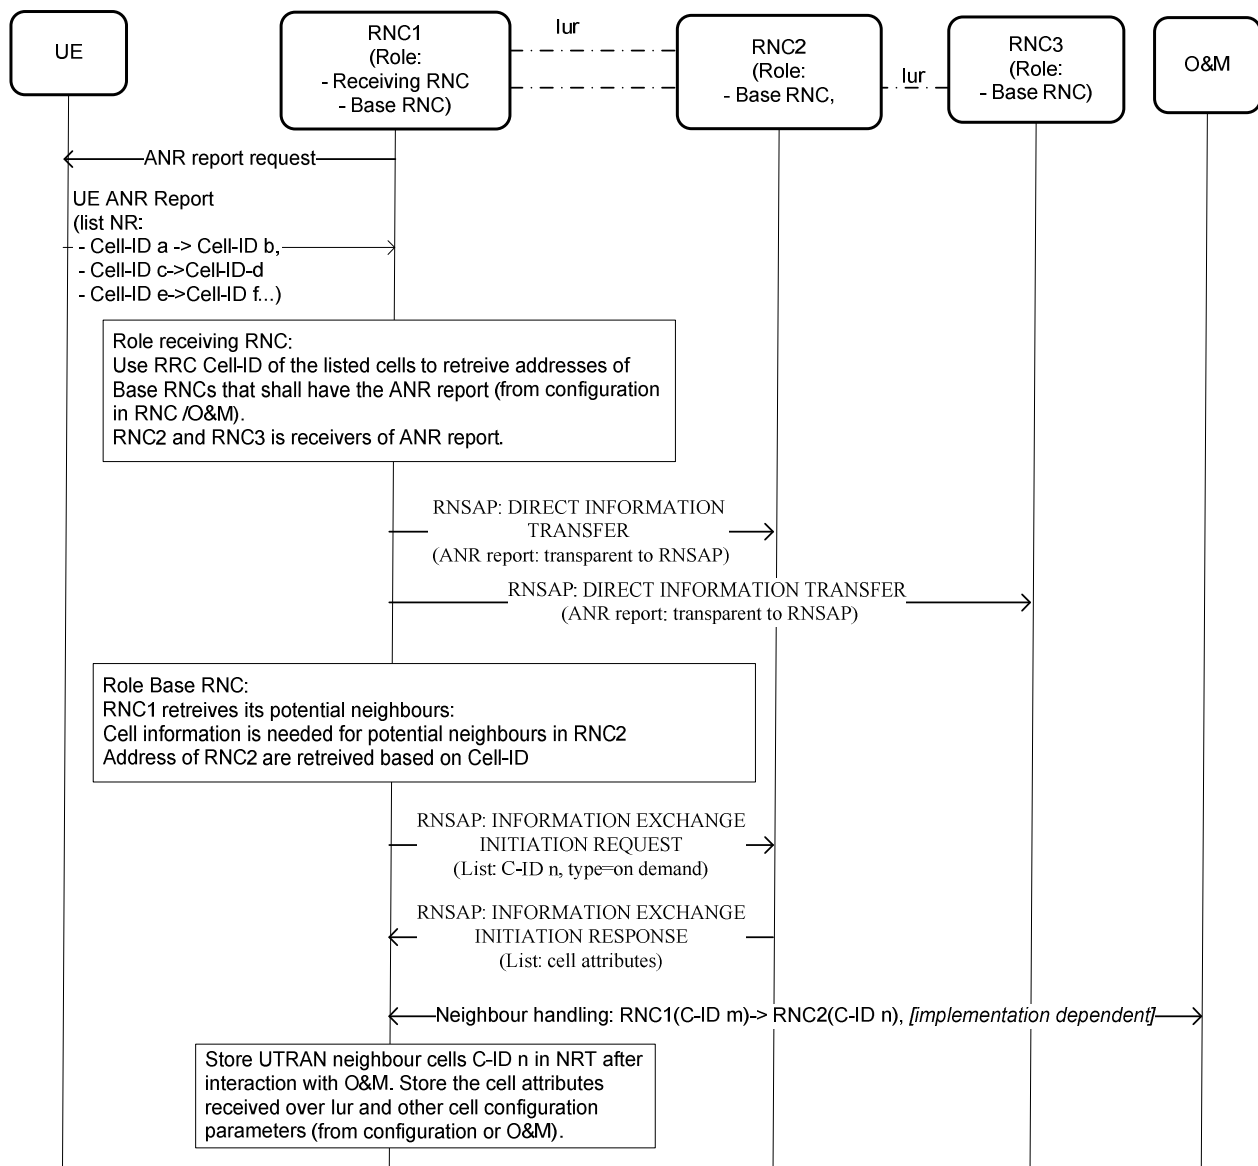 UE
RNC1
(Role:
- Receiving RNC
- Base RNC)
Iur
RNC2
(Role:
- Base RNC,
Iur
RNC3
(Role:
- Base RNC)
O&M
ANR report request
UE ANR Report
(list NR:
- Cell-ID a -> Cell-ID b,
- Cell-ID c->Cell-ID-d
- Cell-ID e->Cell-ID f...)
Role receiving RNC:
Use RRC Cell-ID of the listed cells to retreive addresses of
Base RNCs that shall have the ANR report (from configuration
in RNC /O&M).
RNC2 and RNC3 is receivers of ANR report.
RNSAP: DIRECT INFORMATION
TRANSFER
(ANR report: transparent to RNSAP)
RNSAP: DIRECT INFORMATION TRANSFER
(ANR report: transparent to RNSAP)
Role Base RNC:
RNC1 retreives its potential neighbours:
Cell information is needed for potential neighbours in RNC2
Address of RNC2 are retreived based on Cell-ID
RNSAP: INFORMATION EXCHANGE
INITIATION REQUEST
(List: C-ID n, type=on demand)
RNSAP: INFORMATION EXCHANGE
INITIATION RESPONSE
(List: cell attributes)
Neighbour handling: RNC1(C-ID m)-> RNC2(C-ID n), [implementation dependent]
Store UTRAN neighbour cells C-ID n in NRT after
interaction with O&M. Store the cell attributes
received over Iur and other cell configuration
parameters (from configuration or O&M).